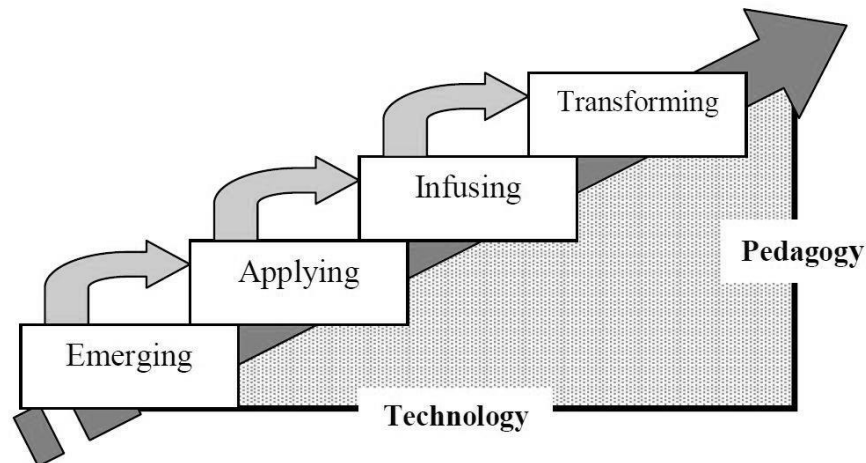 Transforming
Infusing
Pedagogy
Applying
Emerging
Technology